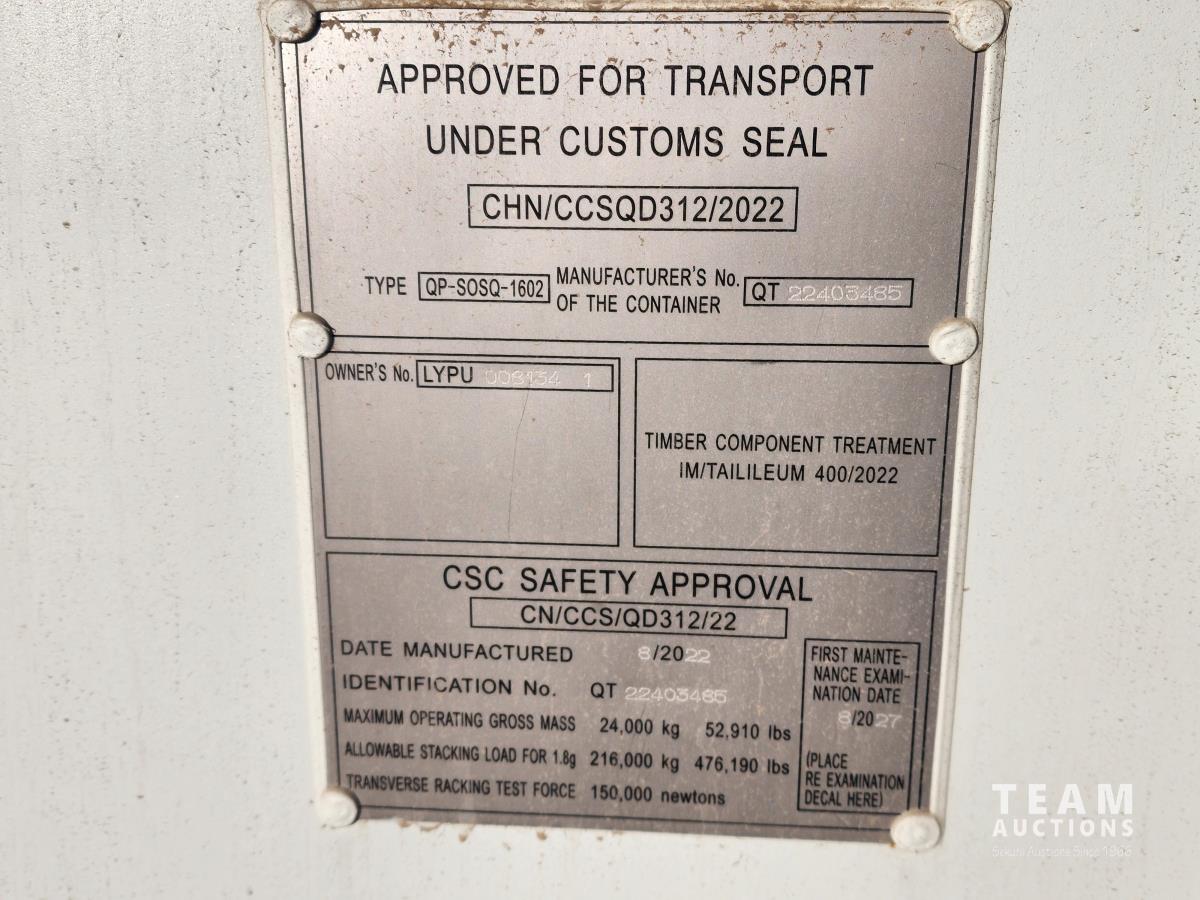 APPROVED FOR TRANSPORT
UNDER CUSTOMS SEAL
CHN/CCSQD312/2022
TYPE QP-SOSQ-1602 MANUFACTURER'S No. OF THE CONTAINER QT 22403485
OWNER'S No. LYPU 008134 1
TIMBER COMPONENT TREATMENT
IM/TAILILEUM 400/2022
CSC SAFETY APPROVAL
CN/CCS/QD312/22
DATE MANUFACTURED 8/2022
IDENTIFICATION No. QT 22403485
MAXIMUM OPERATING GROSS MASS 24,000 kg 52,910 lbs
ALLOWABLE STACKING LOAD FOR 1.8g 216,000 kg 476,190 lbs
TRANSVERSE RACKING TEST FORCE 150,000 newtons
FIRST MAINTE-
NANCE EXAMI-
NATION DATE
8/2027
(PLACE
RE EXAMINATION
DECAL HERE)
TEAM
AUCTIONS
Auctions Since 1966